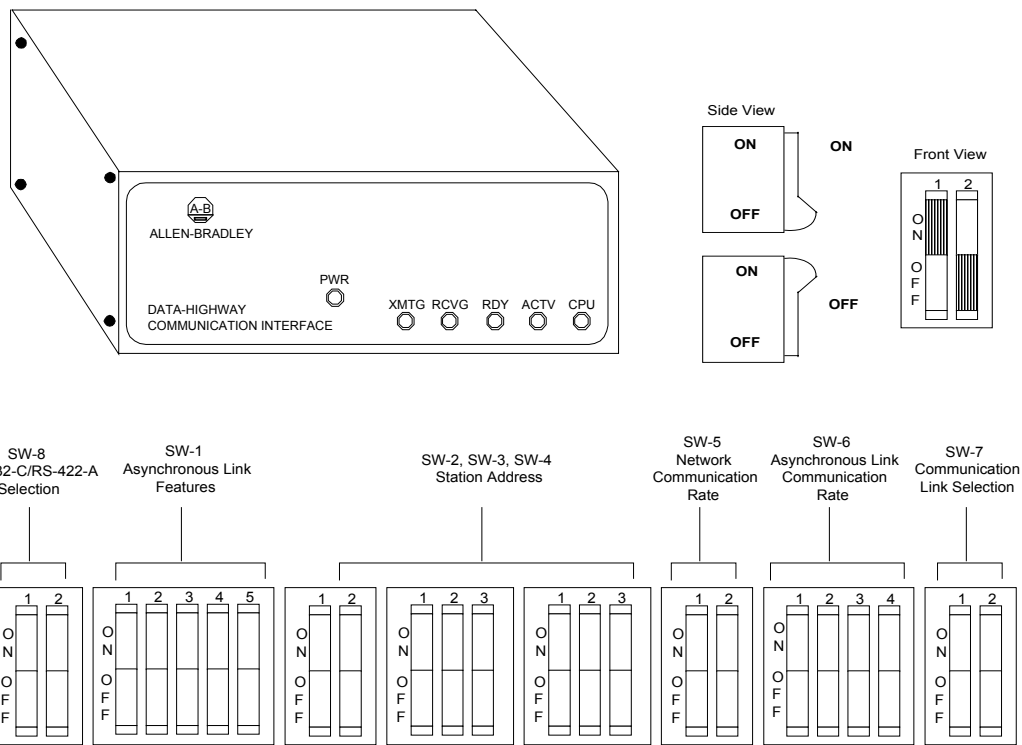 A-B
ALLEN-BRADLEY
PWR
DATA-HIGHWAY
COMMUNICATION INTERFACE
XMTG RCVG RDY ACTV CPU
Side View
ON
OFF
ON
ON
OFF
OFF
Front View
1 2
ON
OFF
SW-8
32-C/RS-422-A
Selection
SW-1
Asynchronous Link
Features
SW-2, SW-3, SW-4
Station Address
SW-5
Network
Communication
Rate
SW-6
Asynchronous Link
Communication
Rate
SW-7
Communication
Link Selection
1 2
ON
OFF
1 2 3 4 5
ON
OFF
1 2
ON
OFF
1 2 3
ON
OFF
1 2 3
ON
OFF
1 2
ON
OFF
1 2 3 4
ON
OFF
1 2
ON
OFF